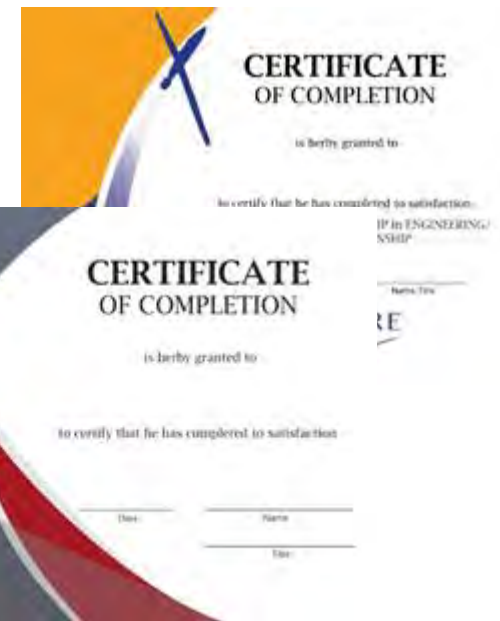 CERTIFICATE
OF COMPLETION
is herby granted to
to certify that he has completed to satisfaction
IP in ENGINEERING/
NSHIP
Name, Title
RE
CERTIFICATE
OF COMPLETION
is herby granted to
to certify that he has completed to satisfaction
Date Name
Title